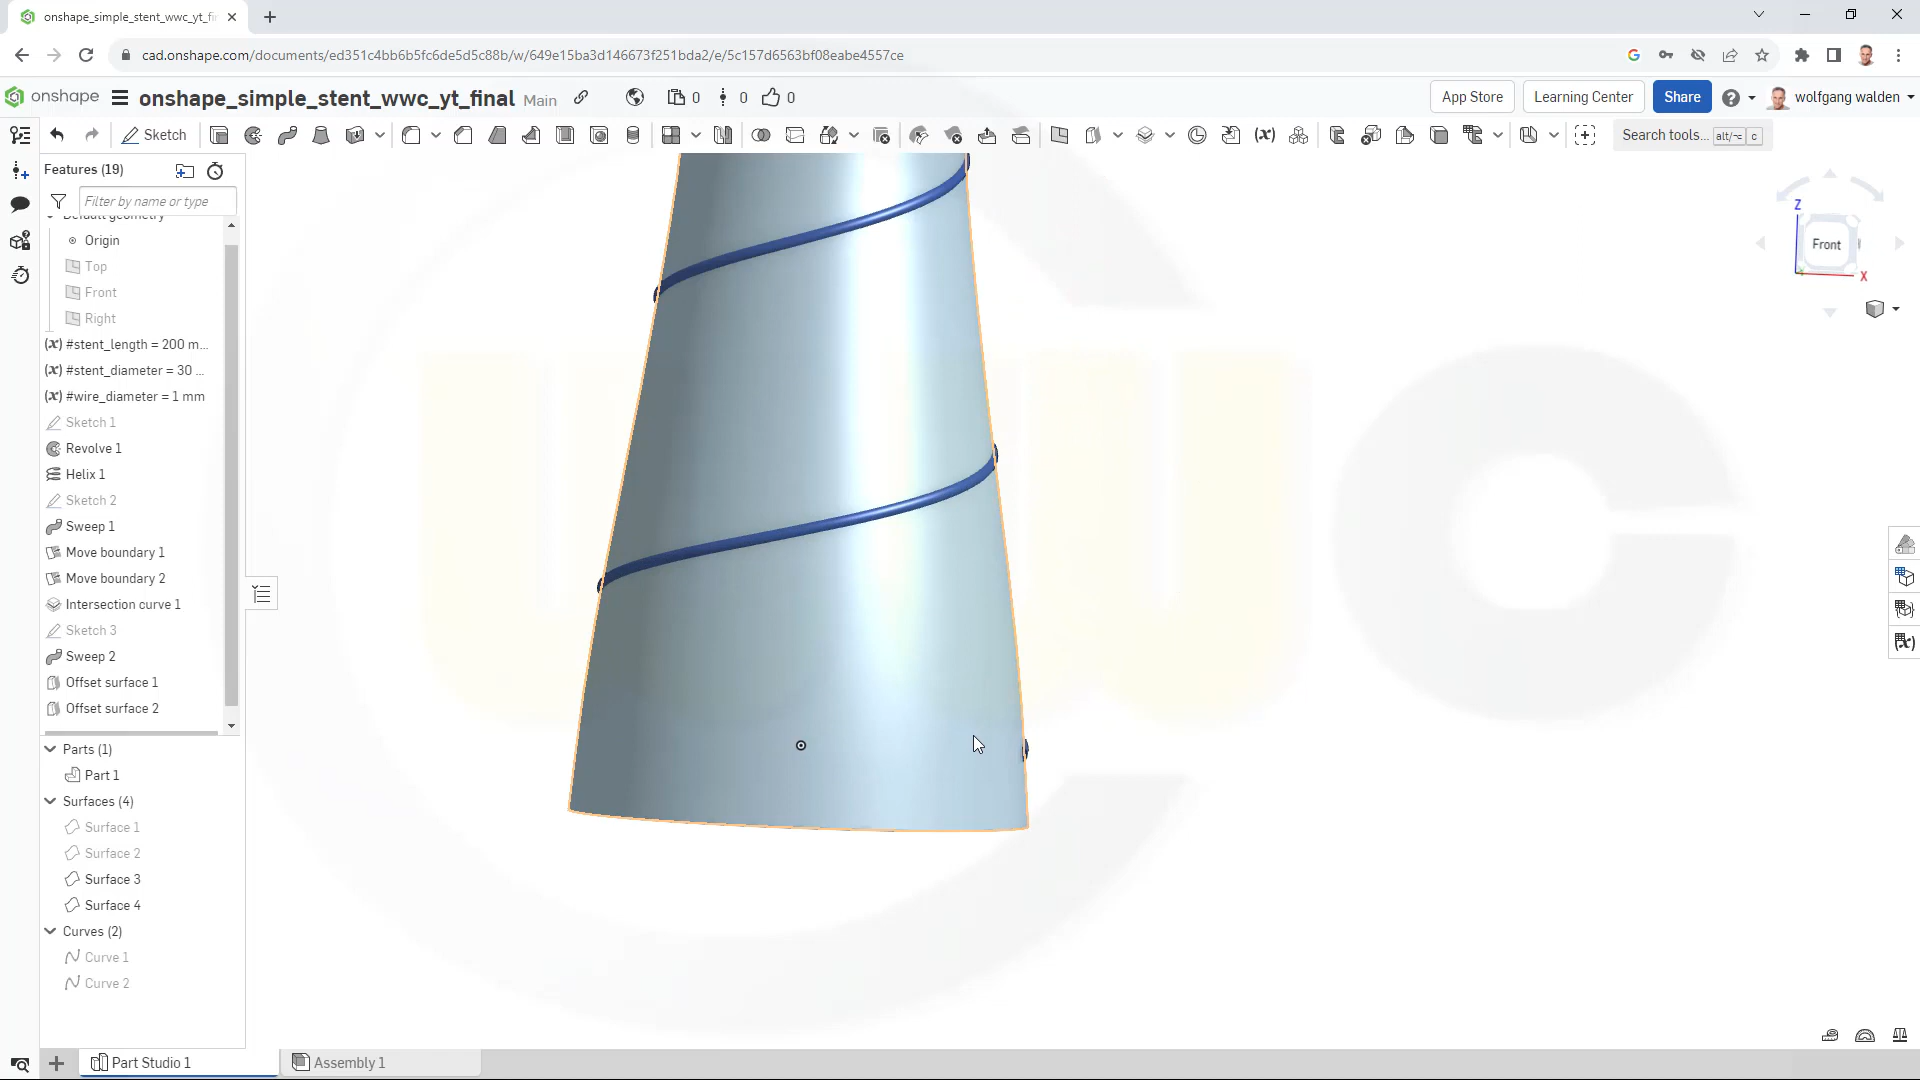 onshape_simple_stent_wwc_yt_fir
cad.onshape.com/documents/ed351c4bb6b5fc6de5d5c88b/w/649e15ba3d146673f251bda2/e/5c157d6563bf08eabe4557ce
onshape onshape_simple_stent_wwc_yt_final Main 0 0 0 App Store Learning Center Share wolfgang walden
Sketch Search tools... alt/⌥ c
Features (19)
Filter by name or type
Default geometry
Origin
Top
Front
Right
(x) #stent_length = 200 m...
(x) #stent_diameter = 30 ...
(x) #wire_diameter = 1 mm
Sketch 1
Revolve 1
Helix 1
Sketch 2
Sweep 1
Move boundary 1
Move boundary 2
Intersection curve 1
Sketch 3
Sweep 2
Offset surface 1
Offset surface 2
Parts (1)
Part 1
Surfaces (4)
Surface 1
Surface 2
Surface 3
Surface 4
Curves (2)
Curve 1
Curve 2
Z
Front
X
wwc
Part Studio 1 Assembly 1